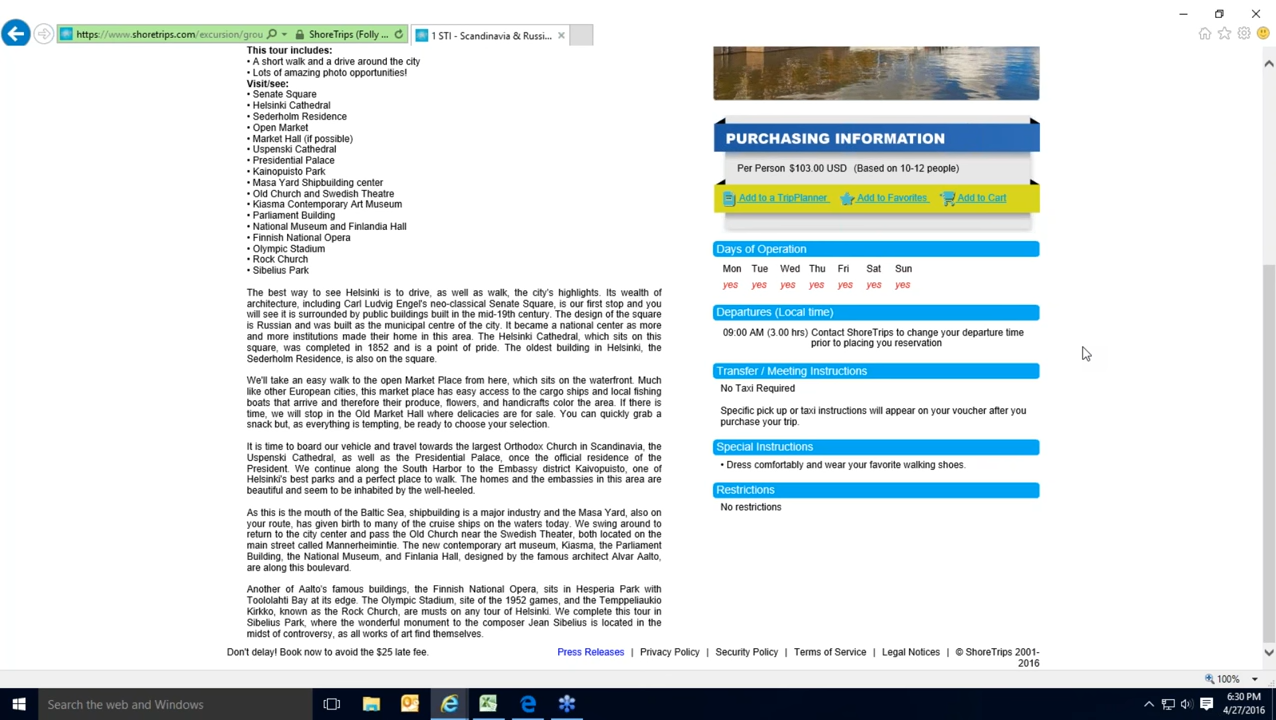 https://www.shoretrips.com/excursion/grou
ShoreTrips (Folly ...
1 STI - Scandinavia & Russi...
This tour includes:
• A short walk and a drive around the city
• Lots of amazing photo opportunities!
Visit/see:
• Senate Square
• Helsinki Cathedral
• Sederholm Residence
• Open Market
• Market Hall (if possible)
• Uspenski Cathedral
• Presidential Palace
• Kainopuisto Park
• Masa Yard Shipbuilding center
• Old Church and Swedish Theatre
• Kiasma Contemporary Art Museum
• Parliament Building
• National Museum and Finlandia Hall
• Finnish National Opera
• Olympic Stadium
• Rock Church
• Sibelius Park
The best way to see Helsinki is to drive, as well as walk, the city's highlights. Its wealth of
architecture, including Carl Ludvig Engel's neo-classical Senate Square, is our first stop and you
will see it is surrounded by public buildings built in the mid-19th century. The design of the square
is Russian and was built as the municipal centre of the city. It became a national center as more
and more institutions made their home in this area. The Helsinki Cathedral, which sits on this
square, was completed in 1852 and is a point of pride. The oldest building in Helsinki, the
Sederholm Residence, is also on the square.
We'll take an easy walk to the open Market Place from here, which sits on the waterfront. Much
like other European cities, this market place has easy access to the cargo ships and local fishing
boats that arrive and therefore their produce, flowers, and handicrafts color the area. If there is
time, we will stop in the Old Market Hall where delicacies are for sale. You can quickly grab a
snack but, as everything is tempting, be ready to choose your selection.
It is time to board our vehicle and travel towards the largest Orthodox Church in Scandinavia, the
Uspenski Cathedral, as well as the Presidential Palace, once the official residence of the
President. We continue along the South Harbor to the Embassy district Kaivopuisto, one of
Helsinki's best parks and a perfect place to walk. The homes and the embassies in this area are
beautiful and seem to be inhabited by the well-heeled.
As this is the mouth of the Baltic Sea, shipbuilding is a major industry and the Masa Yard, also on
your route, has given birth to many of the cruise ships on the waters today. We swing around to
return to the city center and pass the Old Church near the Swedish Theater, both located on the
main street called Mannerheimintie. The new contemporary art museum, Kiasma, the Parliament
Building, the National Museum, and Finlania Hall, designed by the famous architect Alvar Aalto,
are along this boulevard.
Another of Aalto's famous buildings, the Finnish National Opera, sits in Hesperia Park with
Toololahti Bay at its edge. The Olympic Stadium, site of the 1952 games, and the Temppeliaukio
Kirkko, known as the Rock Church, are musts on any tour of Helsinki. We complete this tour in
Sibelius Park, where the wonderful monument to the composer Jean Sibelius is located in the
midst of controversy, as all works of art find themselves.
PURCHASING INFORMATION
Per Person $103.00 USD (Based on 10-12 people)
Add to a TripPlanner Add to Favorites Add to Cart
Days of Operation
Mon Tue Wed Thu Fri Sat Sun
yes yes yes yes yes yes yes
Departures (Local time)
09:00 AM (3.00 hrs) Contact ShoreTrips to change your departure time
prior to placing you reservation
Transfer / Meeting Instructions
No Taxi Required
Specific pick up or taxi instructions will appear on your voucher after you
purchase your trip.
Special Instructions
• Dress comfortably and wear your favorite walking shoes.
Restrictions
No restrictions
Don't delay! Book now to avoid the $25 late fee.
Press Releases | Privacy Policy | Security Policy | Terms of Service | Legal Notices | © ShoreTrips 2001-
2016
100%
Search the web and Windows
6:30 PM
4/27/2016